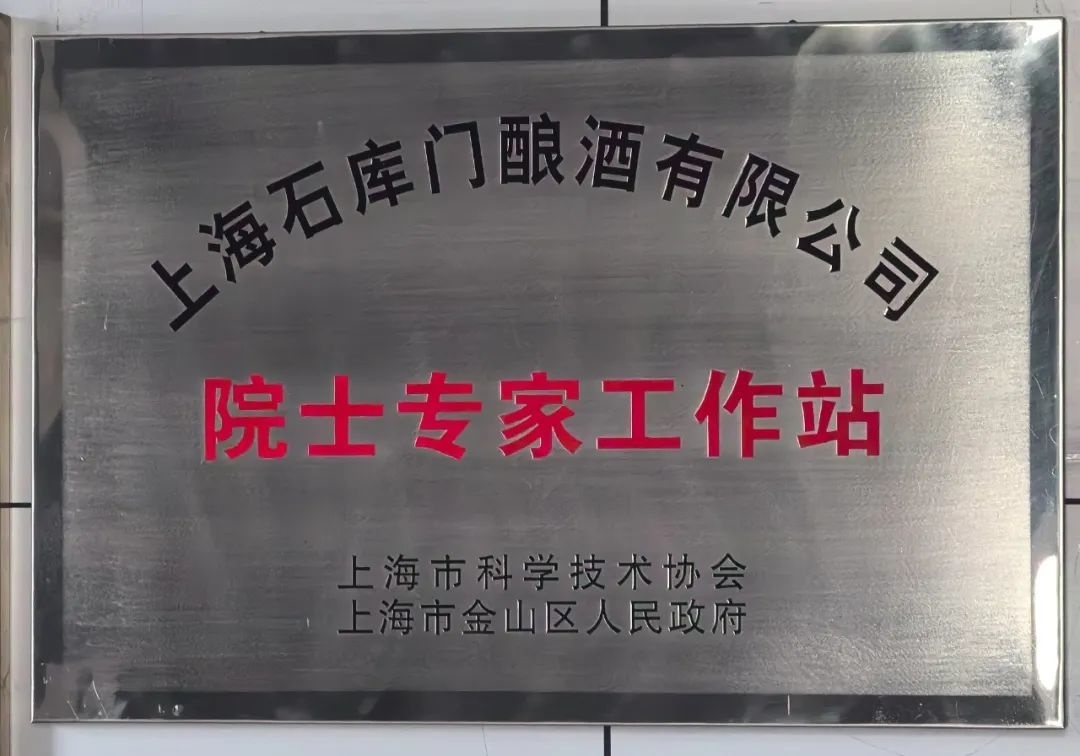 上海石库门酿酒有限公司
院士专家工作站
上海市科学技术协会
上海市金山区人民政府